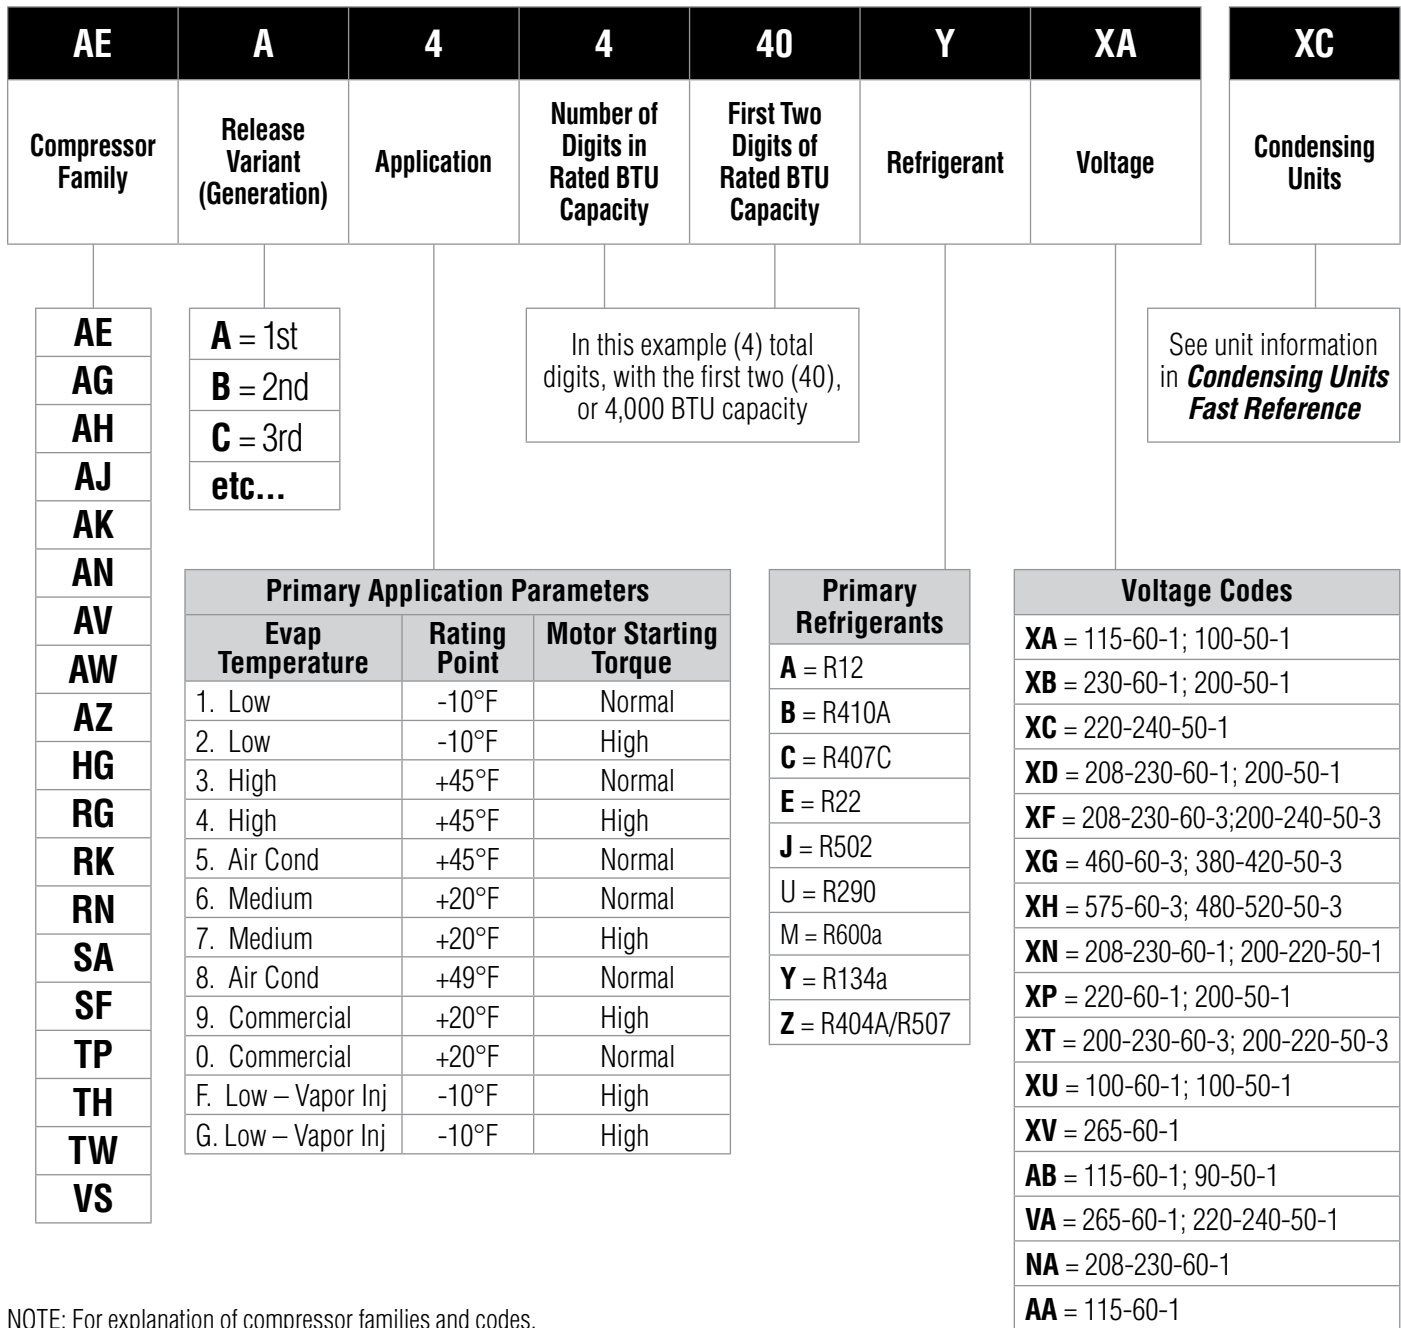 AE A 4 4 40 Y XA XC
Compressor
Family
Release
Variant
(Generation)
Application
Number of
Digits in
Rated BTU
Capacity
First Two
Digits of
Rated BTU
Capacity
Refrigerant
Voltage
Condensing
Units
AE
AG
AH
AJ
AK
AN
AV
AW
AZ
HG
RG
RK
RN
SA
SF
TP
TH
TW
VS
A = 1st
B = 2nd
C = 3rd
etc...
In this example (4) total
digits, with the first two (40),
or 4,000 BTU capacity
See unit information
in Condensing Units
Fast Reference
Primary Application Parameters
Evap
Temperature
Rating
Point
Motor Starting
Torque
1. Low -10°F Normal
2. Low -10°F High
3. High +45°F Normal
4. High +45°F High
5. Air Cond +45°F Normal
6. Medium +20°F Normal
7. Medium +20°F High
8. Air Cond +49°F Normal
9. Commercial +20°F High
0. Commercial +20°F Normal
F. Low – Vapor Inj -10°F High
G. Low – Vapor Inj -10°F High
Primary
Refrigerants
A = R12
B = R410A
C = R407C
E = R22
J = R502
U = R290
M = R600a
Y = R134a
Z = R404A/R507
Voltage Codes
XA = 115-60-1; 100-50-1
XB = 230-60-1; 200-50-1
XC = 220-240-50-1
XD = 208-230-60-1; 200-50-1
XF = 208-230-60-3;200-240-50-3
XG = 460-60-3; 380-420-50-3
XH = 575-60-3; 480-520-50-3
XN = 208-230-60-1; 200-220-50-1
XP = 220-60-1; 200-50-1
XT = 200-230-60-3; 200-220-50-3
XU = 100-60-1; 100-50-1
XV = 265-60-1
AB = 115-60-1; 90-50-1
VA = 265-60-1; 220-240-50-1
NA = 208-230-60-1
AA = 115-60-1
NOTE: For explanation of compressor families and codes,